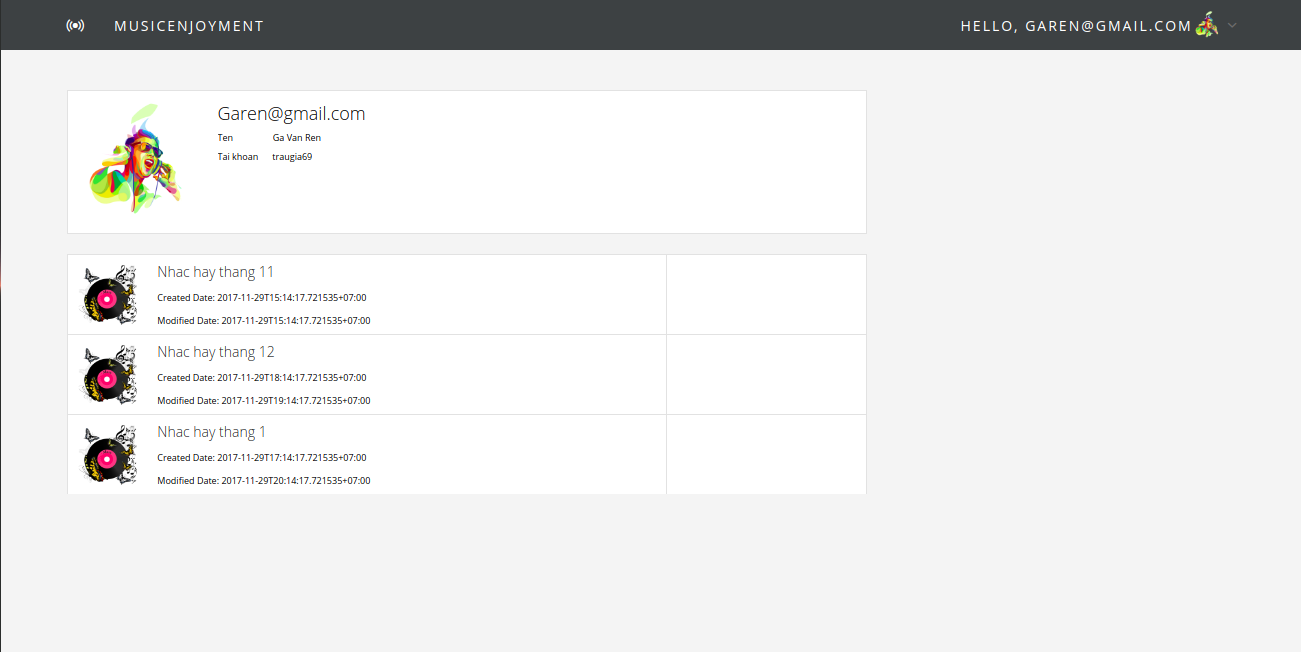 MUSICENJOYMENT
HELLO, GAREN@GMAIL.COM
Garen@gmail.com
Ten Ga Van Ren
Tai khoan traugia69
Nhac hay thang 11
Created Date: 2017-11-29T15:14:17.721535+07:00
Modified Date: 2017-11-29T15:14:17.721535+07:00
Nhac hay thang 12
Created Date: 2017-11-29T18:14:17.721535+07:00
Modified Date: 2017-11-29T19:14:17.721535+07:00
Nhac hay thang 1
Created Date: 2017-11-29T17:14:17.721535+07:00
Modified Date: 2017-11-29T20:14:17.721535+07:00